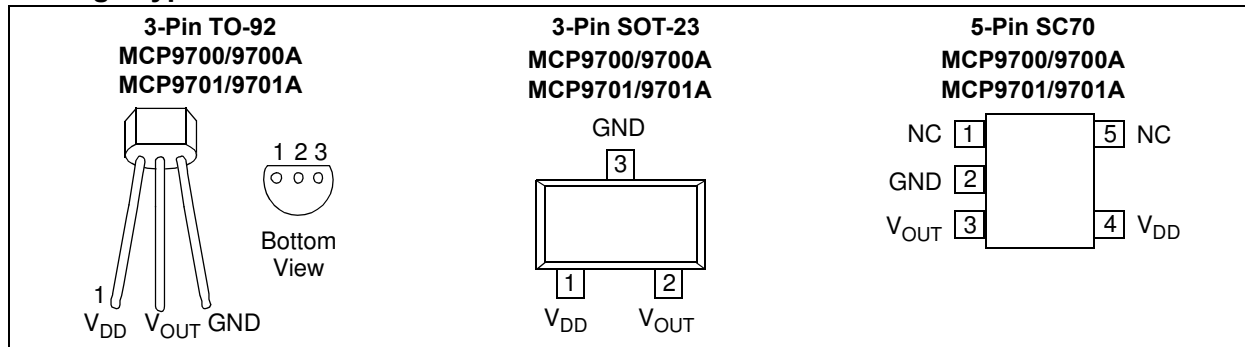 3-Pin TO-92
MCP9700/9700A
MCP9701/9701A
1 2 3
Bottom
View
1
VDD VOUT GND
3-Pin SOT-23
MCP9700/9700A
MCP9701/9701A
GND
3
1 2
VDD VOUT
5-Pin SC70
MCP9700/9700A
MCP9701/9701A
NC 1 5 NC
GND 2
VOUT 3 4 VDD